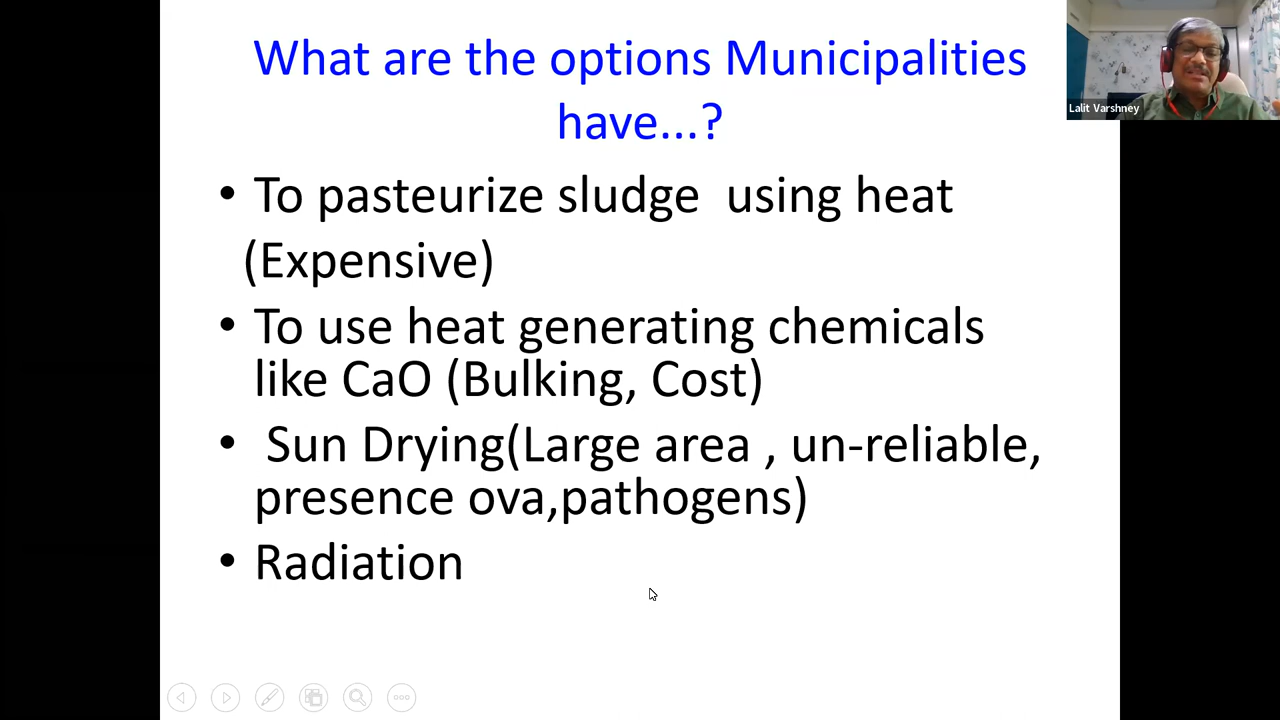 What are the options Municipalities
have...?
• To pasteurize sludge  using heat
(Expensive)
• To use heat generating chemicals
like CaO (Bulking, Cost)
• Sun Drying(Large area , un-reliable,
presence ova,pathogens)
• Radiation
Lalit Varshney